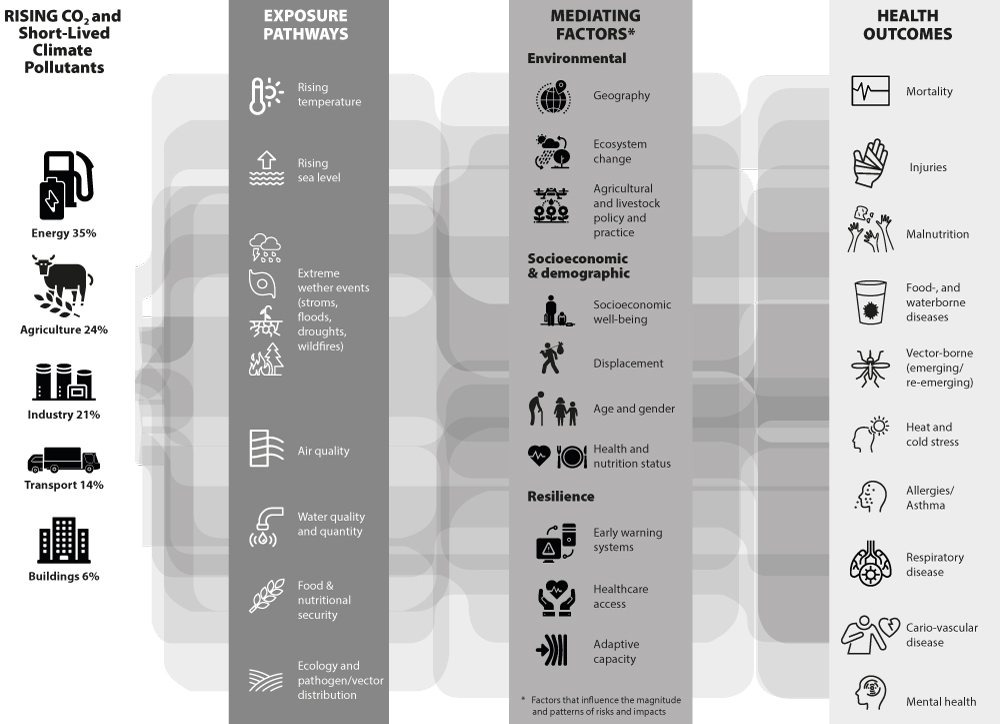 RISING CO₂ and
Short-Lived
Climate
Pollutants
Energy 35%
Agriculture 24%
Industry 21%
Transport 14%
Buildings 6%
EXPOSURE
PATHWAYS
Rising
temperature
Rising
sea level
Extreme
wether events
(stroms,
floods,
droughts,
wildfires)
Air quality
Water quality
and quantity
Food &
nutritional
security
Ecology and
pathogen/vector
distribution
MEDIATING
FACTORS*
Environmental
Geography
Ecosystem
change
Agricultural
and livestock
policy and
practice
Socioeconomic
& demographic
Socioeconomic
well-being
Displacement
Age and gender
Health and
nutrition status
Resilience
Early warning
systems
Healthcare
access
Adaptive
capacity
* Factors that influence the magnitude
and patterns of risks and impacts
HEALTH
OUTCOMES
Mortality
Injuries
Malnutrition
Food-, and
waterborne
diseases
Vector-borne
(emerging/
re-emerging)
Heat and
cold stress
Allergies/
Asthma
Respiratory
disease
Cario-vascular
disease
Mental health